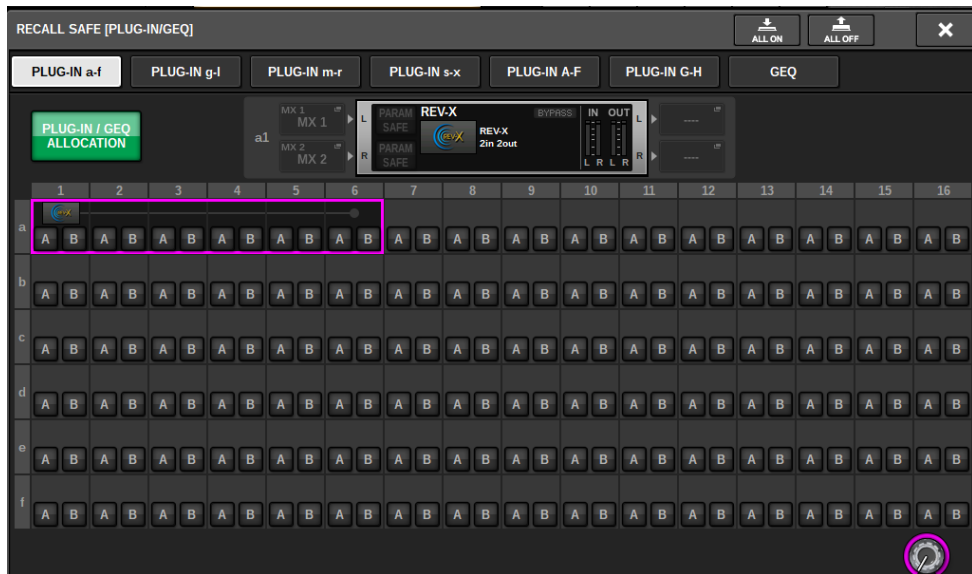 RECALL SAFE [PLUG-IN/GEQ] ALL ON ALL OFF
PLUG-IN a-f PLUG-IN g-l PLUG-IN m-r PLUG-IN s-x PLUG-IN A-F PLUG-IN G-H GEQ
PLUG-IN / GEQ
ALLOCATION
a1
MX 1
MX 1
MX 2
MX 2
L
R
PARAM
SAFE
PARAM
SAFE
REV-X
BYPASS
REV-X
REV-X
2in 2out
IN OUT
L R L R
L
R
----
----
1 2 3 4 5 6 7 8 9 10 11 12 13 14 15 16
REV-X
a A B A B A B A B A B A B A B A B A B A B A B A B A B A B A B A B
b A B A B A B A B A B A B A B A B A B A B A B A B A B A B A B A B
c A B A B A B A B A B A B A B A B A B A B A B A B A B A B A B A B
d A B A B A B A B A B A B A B A B A B A B A B A B A B A B A B A B
e A B A B A B A B A B A B A B A B A B A B A B A B A B A B A B A B
f A B A B A B A B A B A B A B A B A B A B A B A B A B A B A B A B